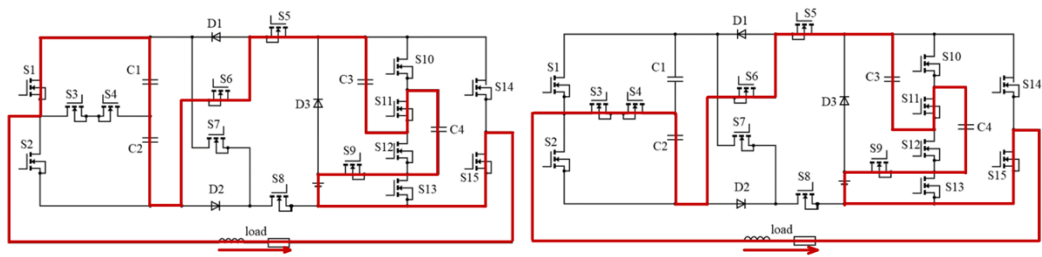 D1 S5
S1 C1 S6 S10
S3 S4 D3 C3 S11 S14
S2 C2 S7 S12 C4
S9 S15
D2 S8 S13
load
D1 S5
S1 C1 S6 S10
S3 S4 D3 C3 S11 S14
S2 C2 S7 S12 C4
S9 S15
D2 S8 S13
load